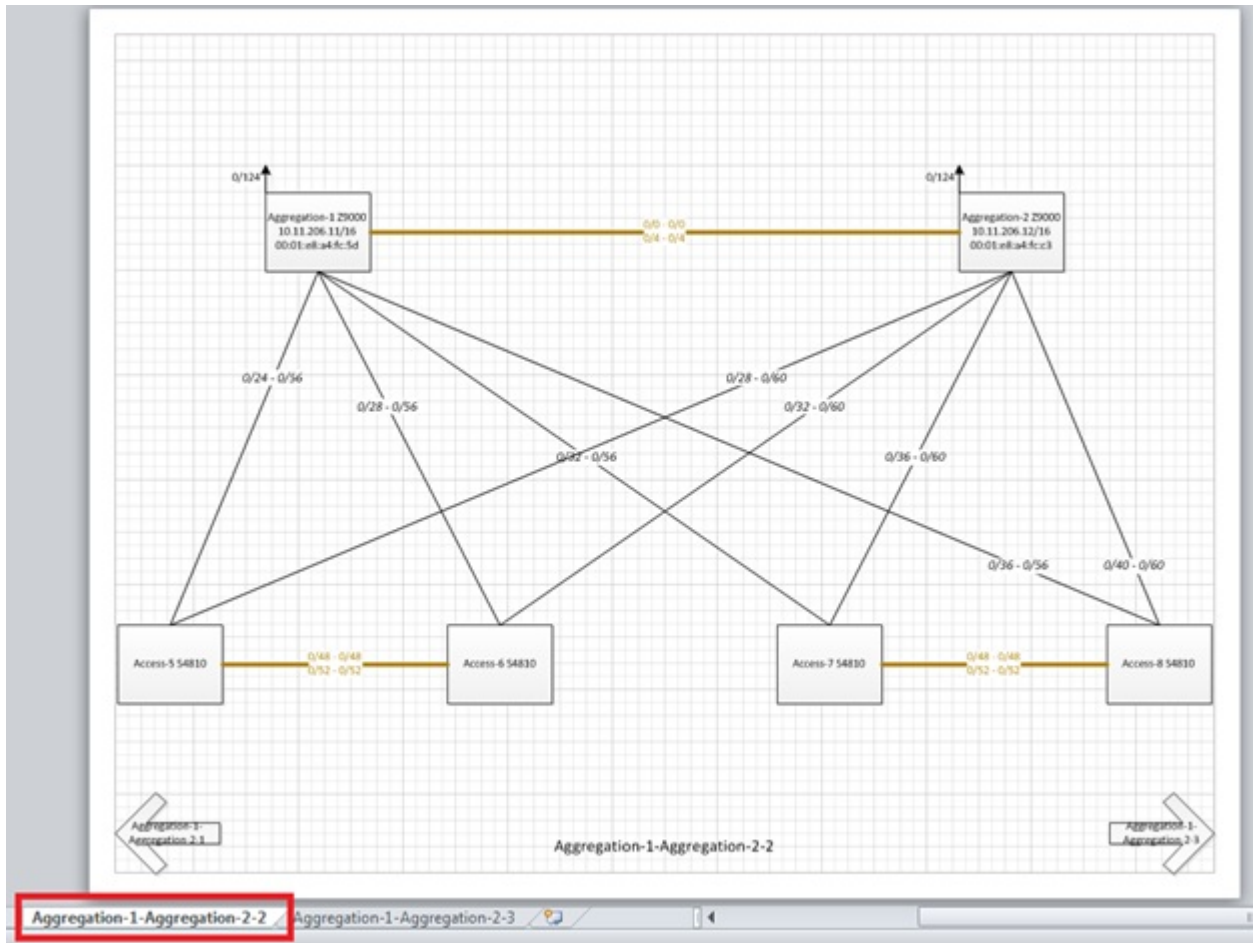 0/124
0/124
Aggregation-1 Z9000
10.11.206.11/16
00:01:e8:a4:fc:5d
0/0 - 0/0
0/4 - 0/4
Aggregation-2 Z9000
10.11.206.12/16
00:01:e8:a4:fc:c3
0/24 - 0/56
0/28 - 0/56
0/28 - 0/60
0/32 - 0/60
0/32 - 0/56
0/36 - 0/60
0/36 - 0/56
0/40 - 0/60
Access-5 S4810
0/48 - 0/48
0/52 - 0/52
Access-6 S4810
Access-7 S4810
0/48 - 0/48
0/52 - 0/52
Access-8 S4810
Aggregation-1-
Aggregation-2-1
Aggregation-1-Aggregation-2-2
Aggregation-1-
Aggregation-2-3
Aggregation-1-Aggregation-2-2
Aggregation-1-Aggregation-2-3